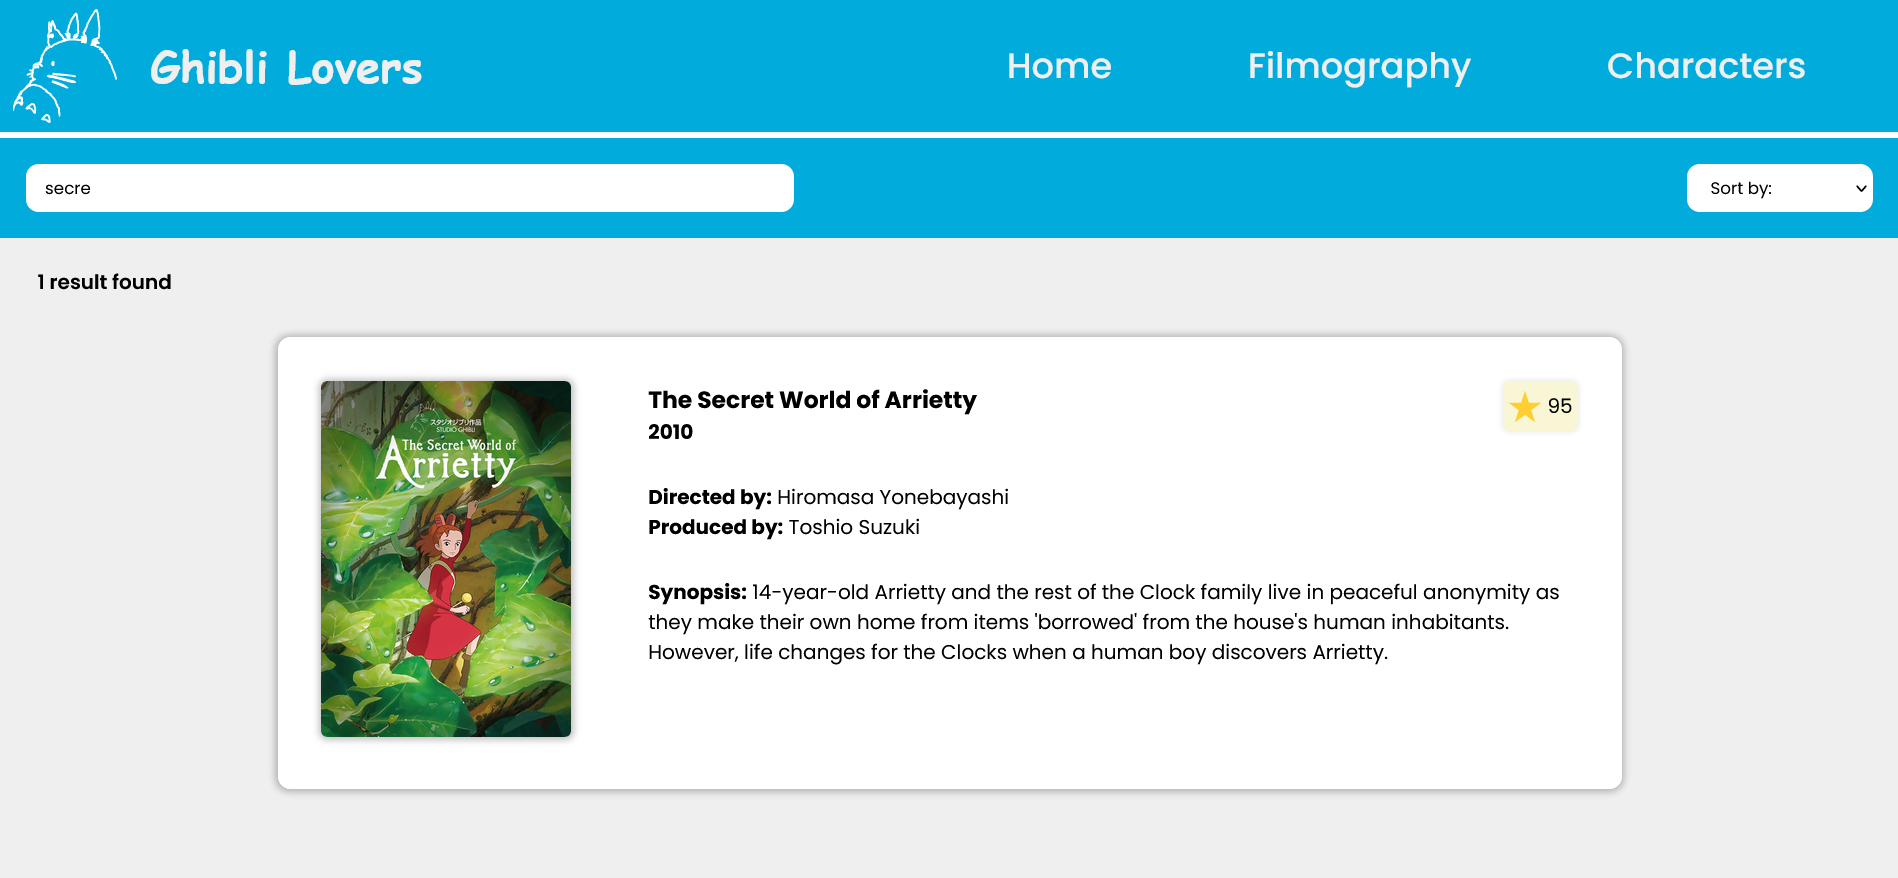 Ghibli Lovers
Home
Filmography
Characters
secre
Sort by:
1 result found
スタジオジブリ作品
STUDIO GHIBLI
The Secret World of
Arrietty
The Secret World of Arrietty
2010
95
Directed by: Hiromasa Yonebayashi
Produced by: Toshio Suzuki
Synopsis: 14-year-old Arrietty and the rest of the Clock family live in peaceful anonymity as
they make their own home from items 'borrowed' from the house's human inhabitants.
However, life changes for the Clocks when a human boy discovers Arrietty.